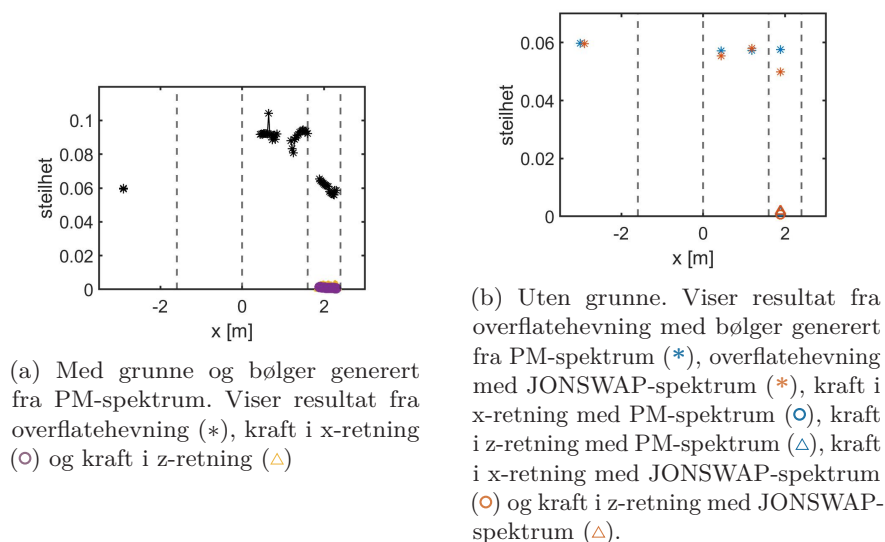 0.1
0.08
0.06
0.04
0.02
0
steilhet
-2
0
2
x [m]
(a) Med grunne og bølger generert
fra PM-spektrum. Viser resultat fra
overflatehevning (*), kraft i x-retning
(○) og kraft i z-retning (△)
0.06
0.04
0.02
0
steilhet
-2
0
2
x [m]
(b) Uten grunne. Viser resultat fra
overflatehevning med bølger generert
fra PM-spektrum (*), overflatehevning
med JONSWAP-spektrum (*), kraft i
x-retning med PM-spektrum (○), kraft
i z-retning med PM-spektrum (△), kraft
i x-retning med JONSWAP-spektrum
(○) og kraft i z-retning med JONSWAP-
spektrum (△).